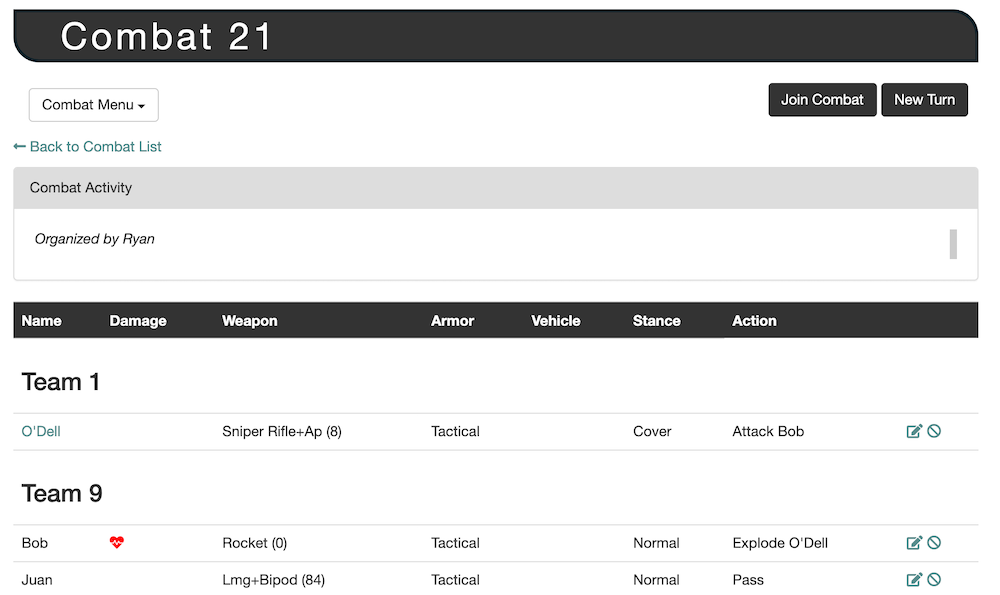 Combat 21
Combat Menu
Join Combat New Turn
Back to Combat List
Combat Activity
Organized by Ryan
Name Damage Weapon Armor Vehicle Stance Action
Team 1
O'Dell Sniper Rifle+Ap (8) Tactical Cover Attack Bob
Team 9
Bob Rocket (0) Tactical Normal Explode O'Dell
Juan Lmg+Bipod (84) Tactical Normal Pass